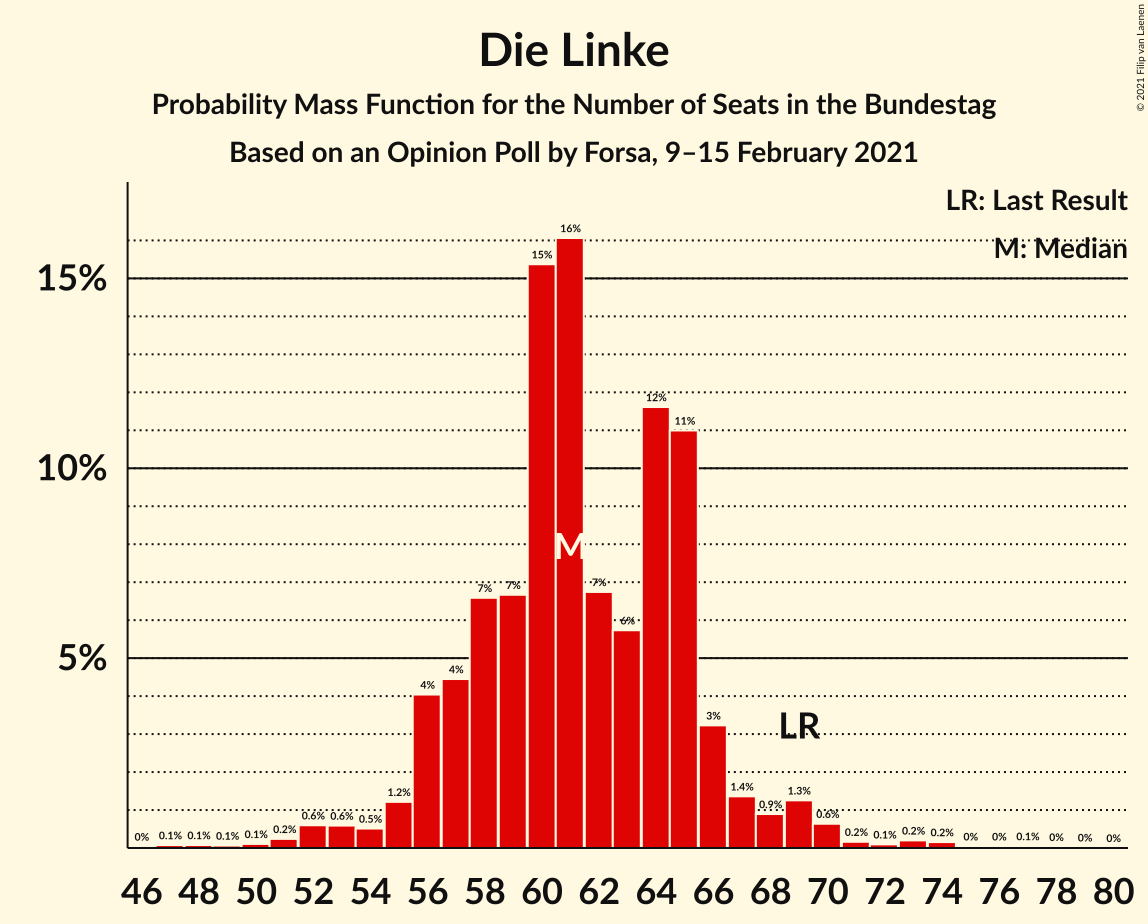 Die Linke
Probability Mass Function for the Number of Seats in the Bundestag
Based on an Opinion Poll by Forsa, 9–15 February 2021
© 2021 Filip van Laenen
LR: Last Result
M: Median
15%
10%
5%
0% 0.1% 0.1% 0.1% 0.1% 0.2% 0.6% 0.6% 0.5% 1.2% 4% 4% 7% 7% 15% 16% 7% 6% 12% 11% 3% 1.4% 0.9% 1.3% 0.6% 0.2% 0.1% 0.2% 0.2% 0% 0% 0.1% 0% 0% 0%
M
LR
46 48 50 52 54 56 58 60 62 64 66 68 70 72 74 76 78 80